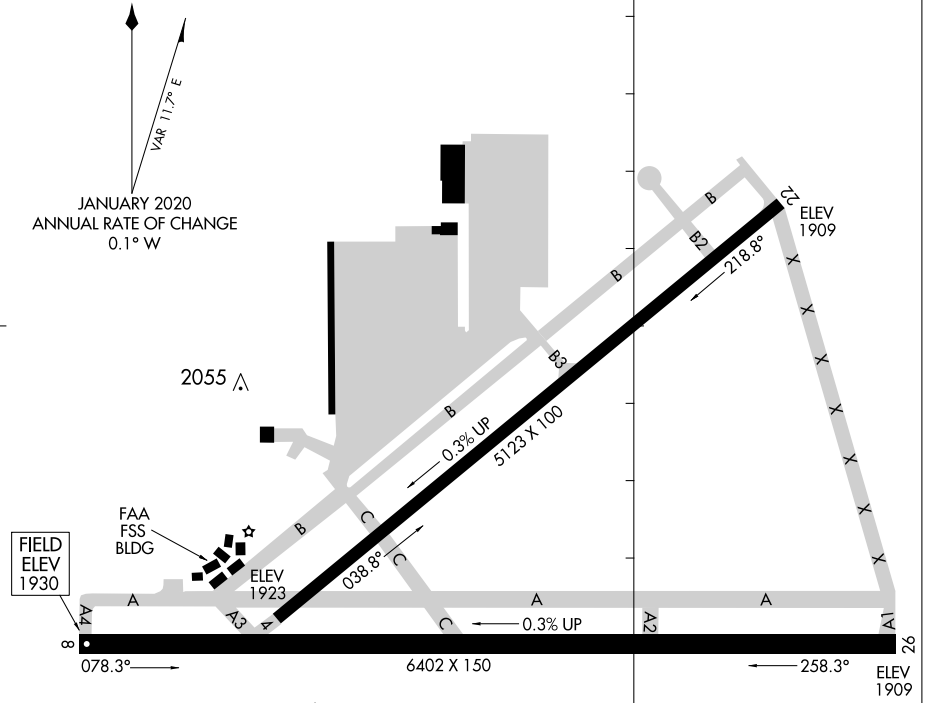 VAR 11.7° E
JANUARY 2020
ANNUAL RATE OF CHANGE
0.1° W
22
ELEV
1909
B
B2
218.8°
X
B
X
B3
X
2055
B
X
5123 X 100
0.3% UP
X
C
X
B
FAA
FSS
BLDG
C
X
038.8°
FIELD
ELEV
1930
ELEV
1923
A
A
A
A4
A3
4
C
0.3% UP
A2
A1
8
26
078.3°
6402 X 150
258.3°
ELEV
1909